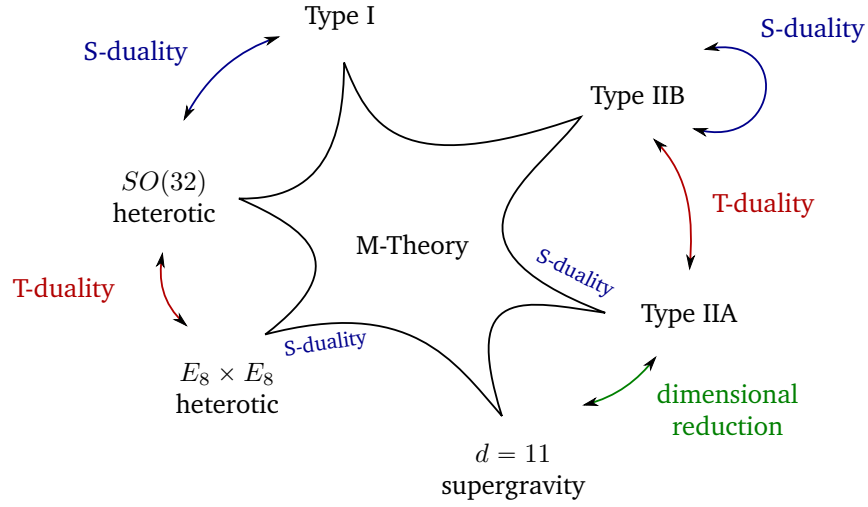 Type I
S-duality
S-duality
Type IIB
SO(32)
heterotic
T-duality
M-Theory
S-duality
T-duality
Type IIA
S-duality
E₈ × E₈
heterotic
dimensional
reduction
d = 11
supergravity